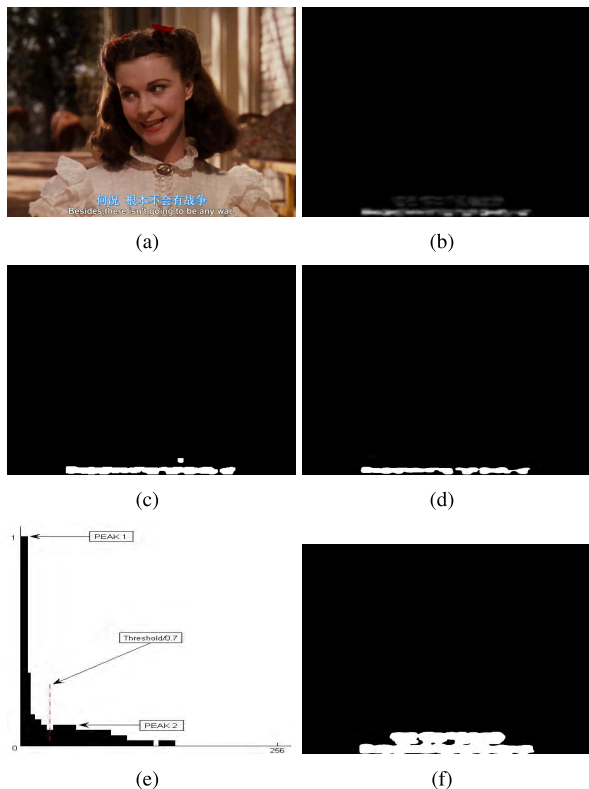 何况 根本不会有战争
Besides,there isn't going to be any war.
(a)
(b)
(c)
(d)
1
PEAK 1
Threshold/0.7
PEAK 2
0
256
(e)
(f)